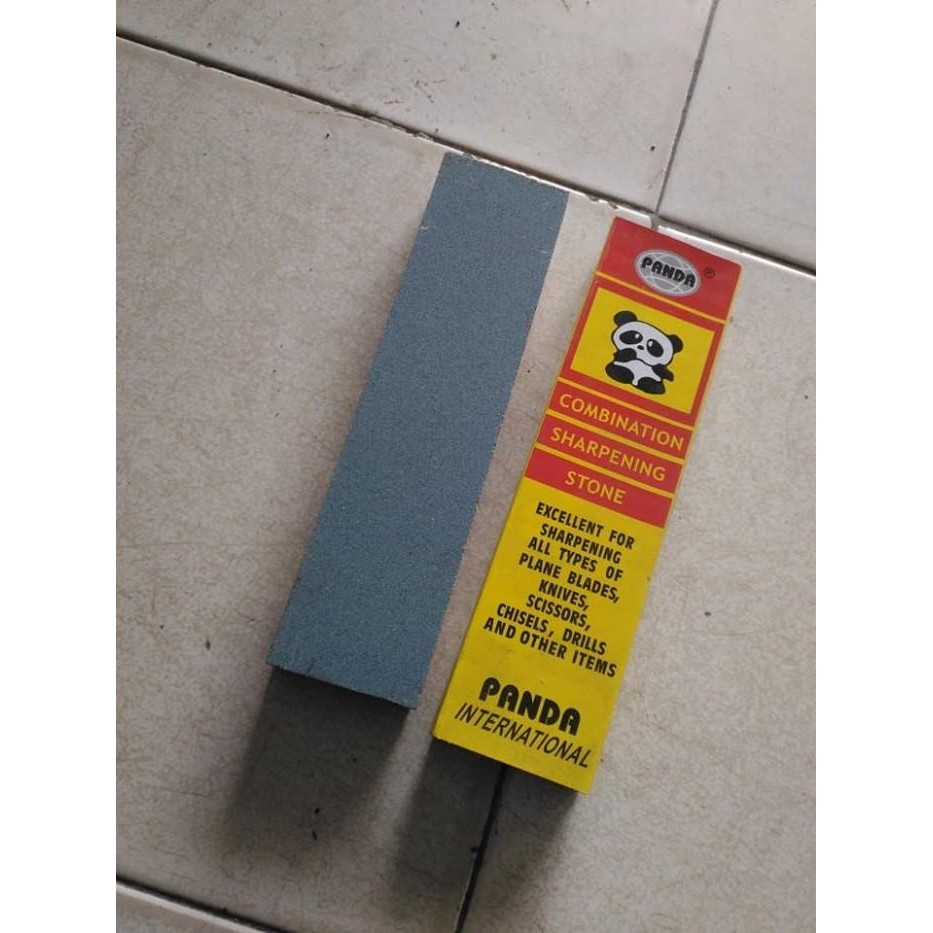 PANDA ®
COMBINATION
SHARPENING
STONE
EXCELLENT FOR
SHARPENING
ALL TYPES OF
PLANE BLADES,
KNIVES,
SCISSORS,
CHISELS, DRILLS
AND OTHER ITEMS
PANDA
INTERNATIONAL